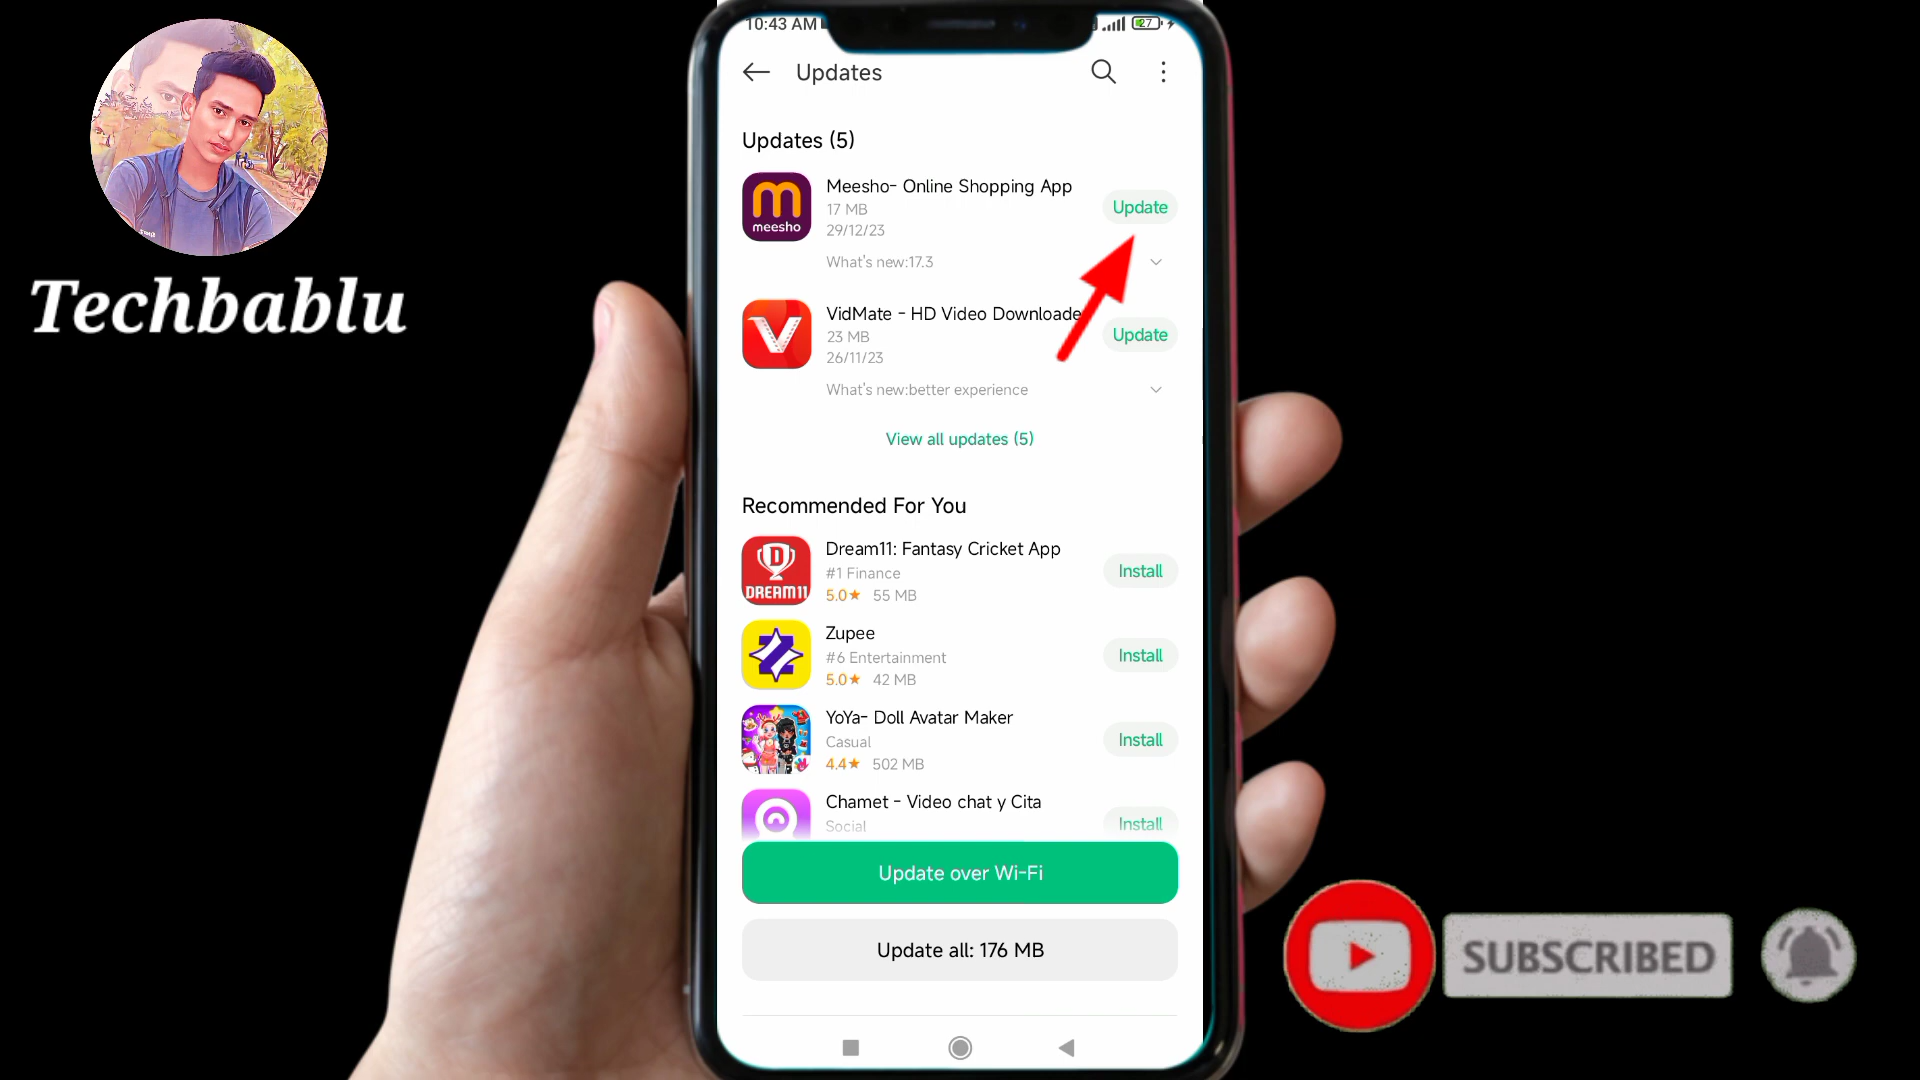 Techbablu
10:43 AM
27
Updates
Updates (5)
meesho
Meesho- Online Shopping App
17 MB
29/12/23
Update
What's new:17.3
VidMate - HD Video Downloade
23 MB
26/11/23
Update
What's new:better experience
View all updates (5)
Recommended For You
DREAM11
Dream11: Fantasy Cricket App
#1 Finance
5.0★ 55 MB
Install
Zupee
#6 Entertainment
5.0★ 42 MB
Install
YoYa- Doll Avatar Maker
Casual
4.4★ 502 MB
Install
Chamet - Video chat y Cita
Social
Install
Update over Wi-Fi
Update all: 176 MB
SUBSCRIBED